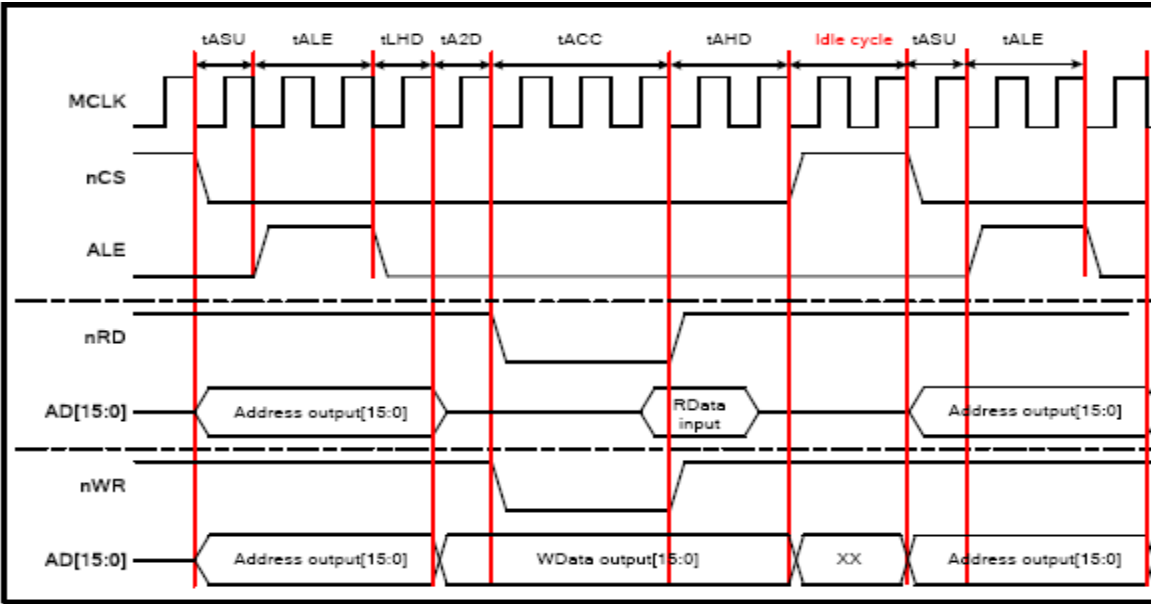 tASU tALE tLHD tA2D tACC tAHD Idle cycle tASU tALE
MCLK
nCS
ALE
nRD
AD[15:0] Address output[15:0] RData input Address output[15:0]
nWR
AD[15:0] Address output[15:0] WData output[15:0] XX Address output[15:0]